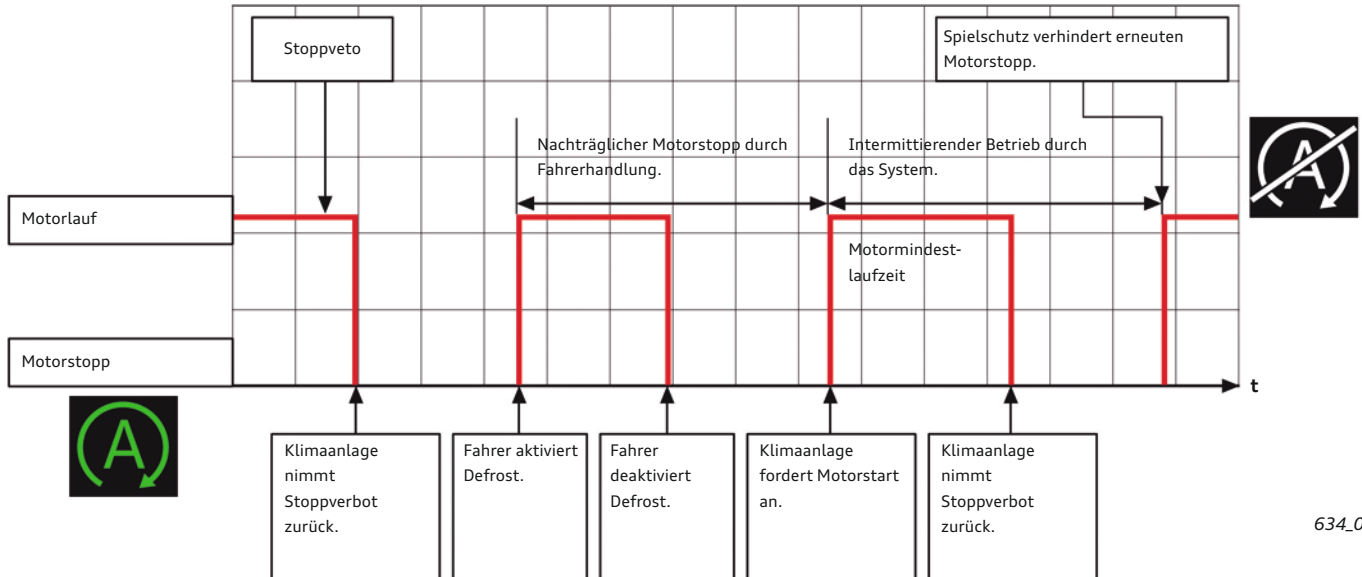 Stoppveto
Spielschutz verhindert erneuten
Motorstopp.
Nachträglicher Motorstopp durch
Fahrerhandlung.
Intermittierender Betrieb durch
das System.
A
Motorlauf
Motormindest-
laufzeit
Motorstopp
t
A
Klimaanlage
nimmt
Stoppverbot
zurück.
Fahrer aktiviert
Defrost.
Fahrer
deaktiviert
Defrost.
Klimaanlage
fordert Motorstart
an.
Klimaanlage
nimmt
Stoppverbot
zurück.
634_0